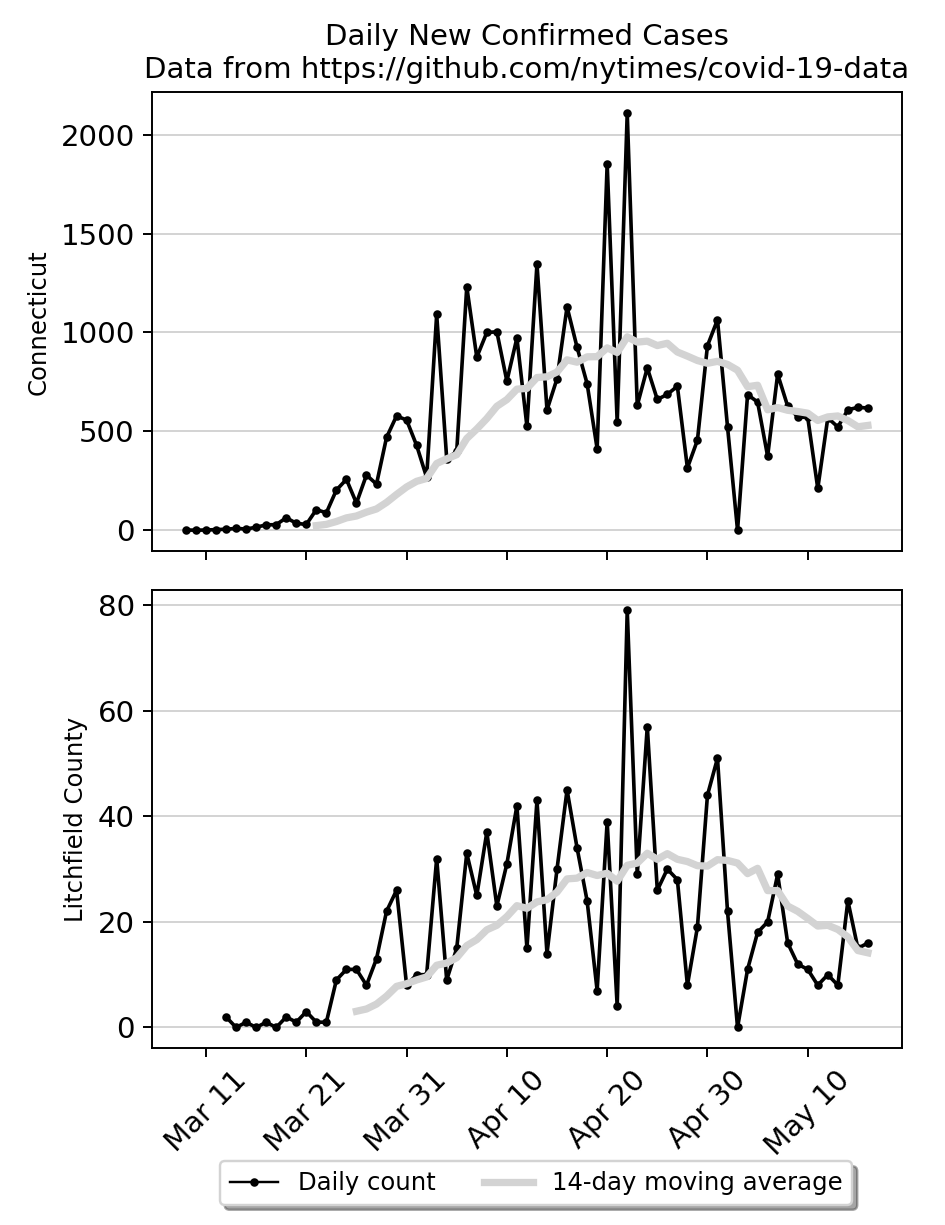 Daily New Confirmed Cases
Data from https://github.com/nytimes/covid-19-data
Connecticut
2000
1500
1000
500
0
Litchfield County
80
60
40
20
0
Mar 11
Mar 21
Mar 31
Apr 10
Apr 20
Apr 30
May 10
Daily count
14-day moving average